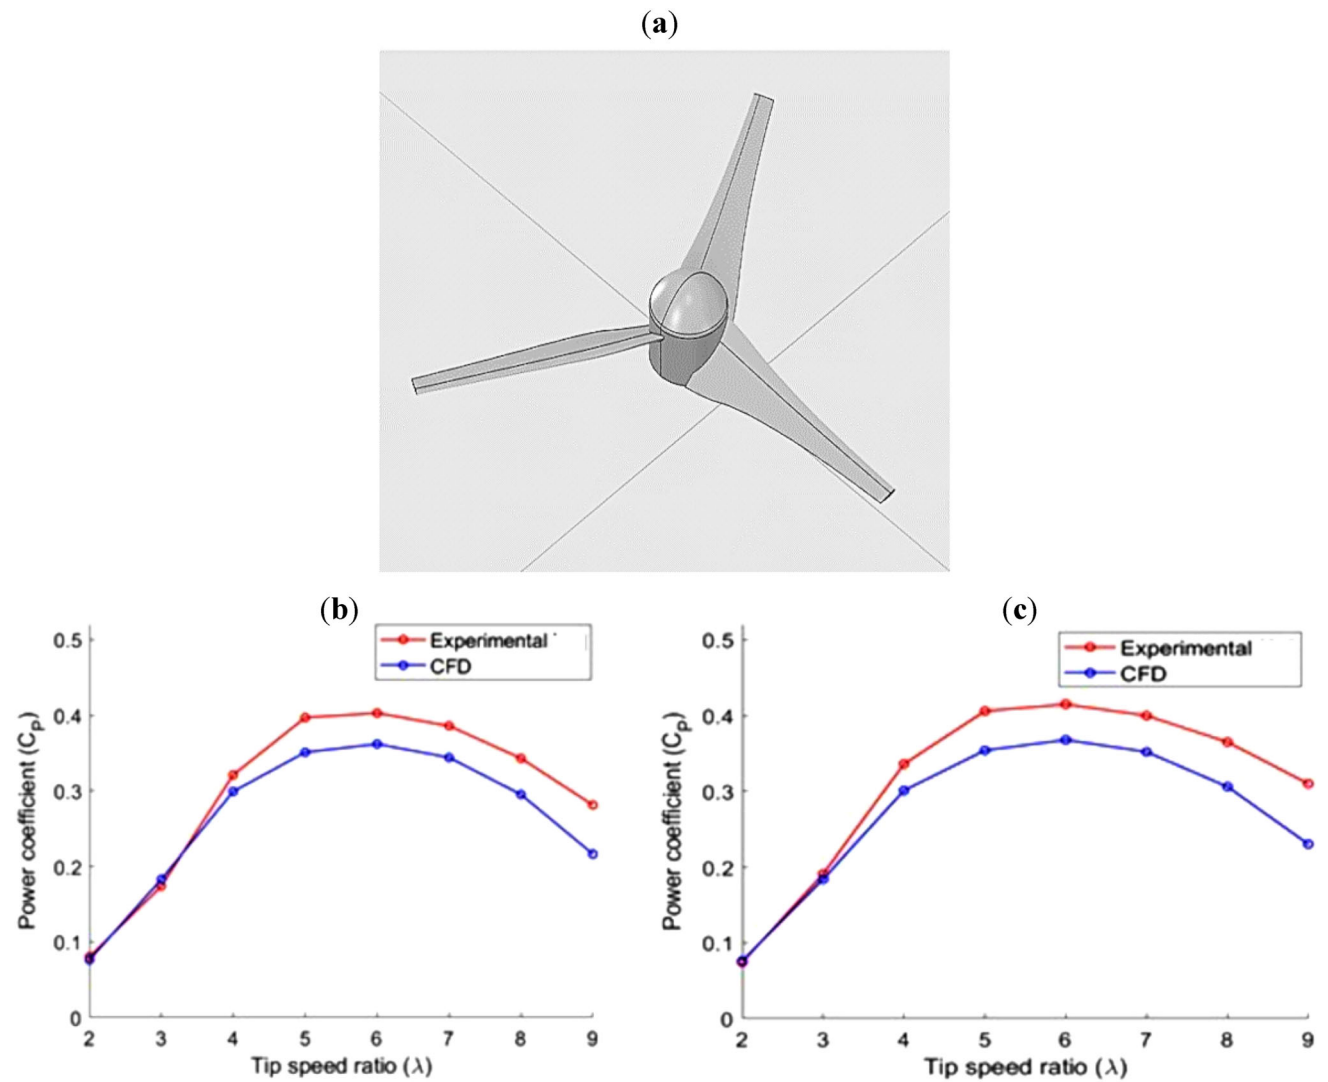 (a)
(b)
0.5
0.4
0.3
0.2
0.1
0
Power coefficient (CP)
Experimental
CFD
2 3 4 5 6 7 8 9
Tip speed ratio (λ)
(c)
0.5
0.4
0.3
0.2
0.1
0
Power coefficient (CP)
Experimental
CFD
2 3 4 5 6 7 8 9
Tip speed ratio (λ)